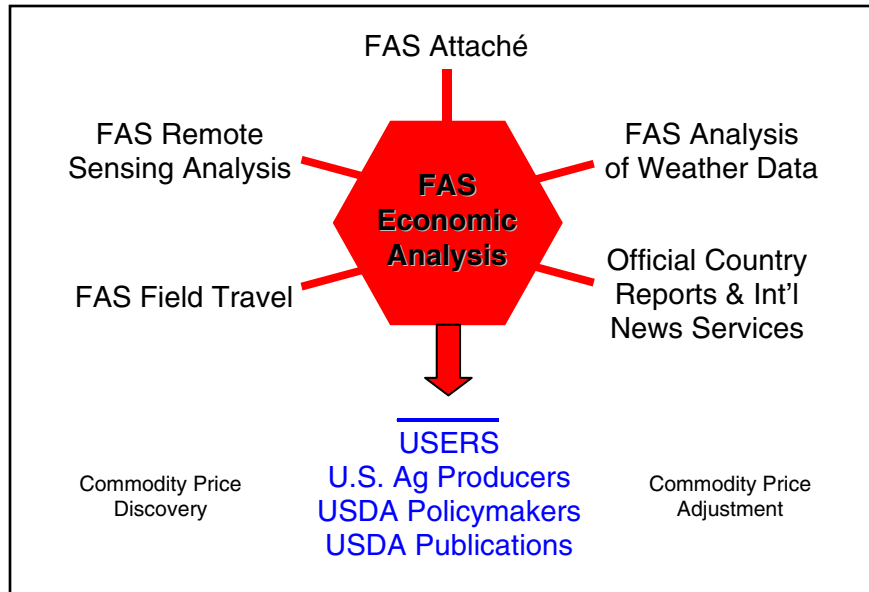 FAS Attaché
FAS Remote
Sensing Analysis
FAS Analysis
of Weather Data
FAS
Economic
Analysis
FAS Field Travel
Official Country
Reports & Int'l
News Services
USERS
U.S. Ag Producers
USDA Policymakers
USDA Publications
Commodity Price
Discovery
Commodity Price
Adjustment